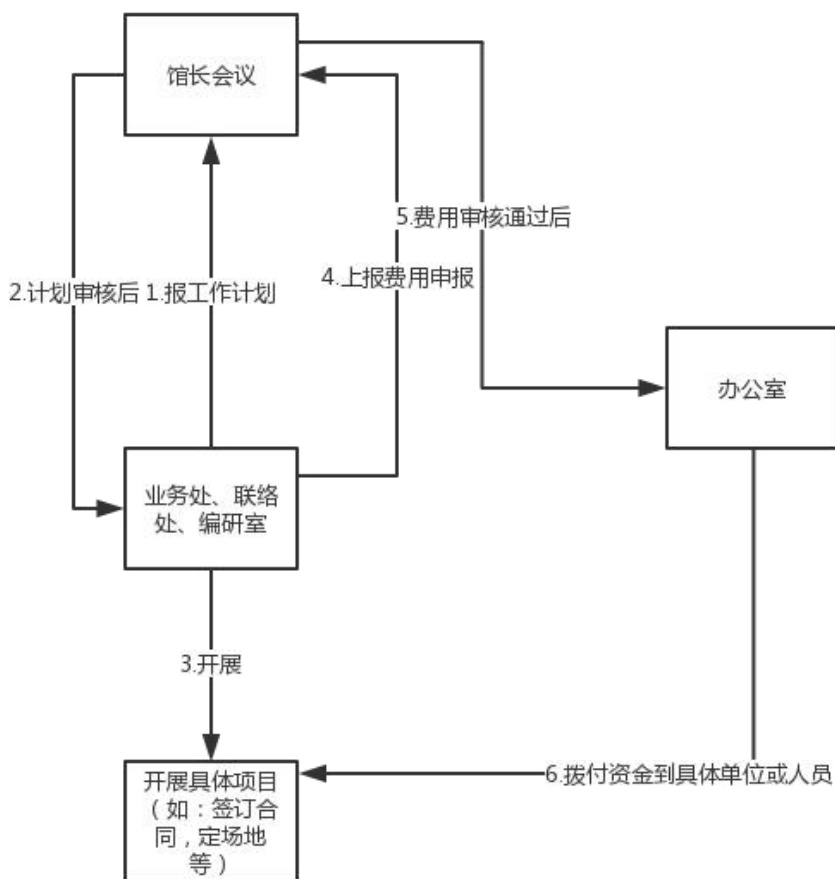 馆长会议
5.费用审核通过后
4.上报费用申报
2.计划审核后
1.报工作计划
办公室
业务处、联络
处、编研室
3.开展
6.拨付资金到具体单位或人员
开展具体项目
（如：签订合
同，定场地
等）